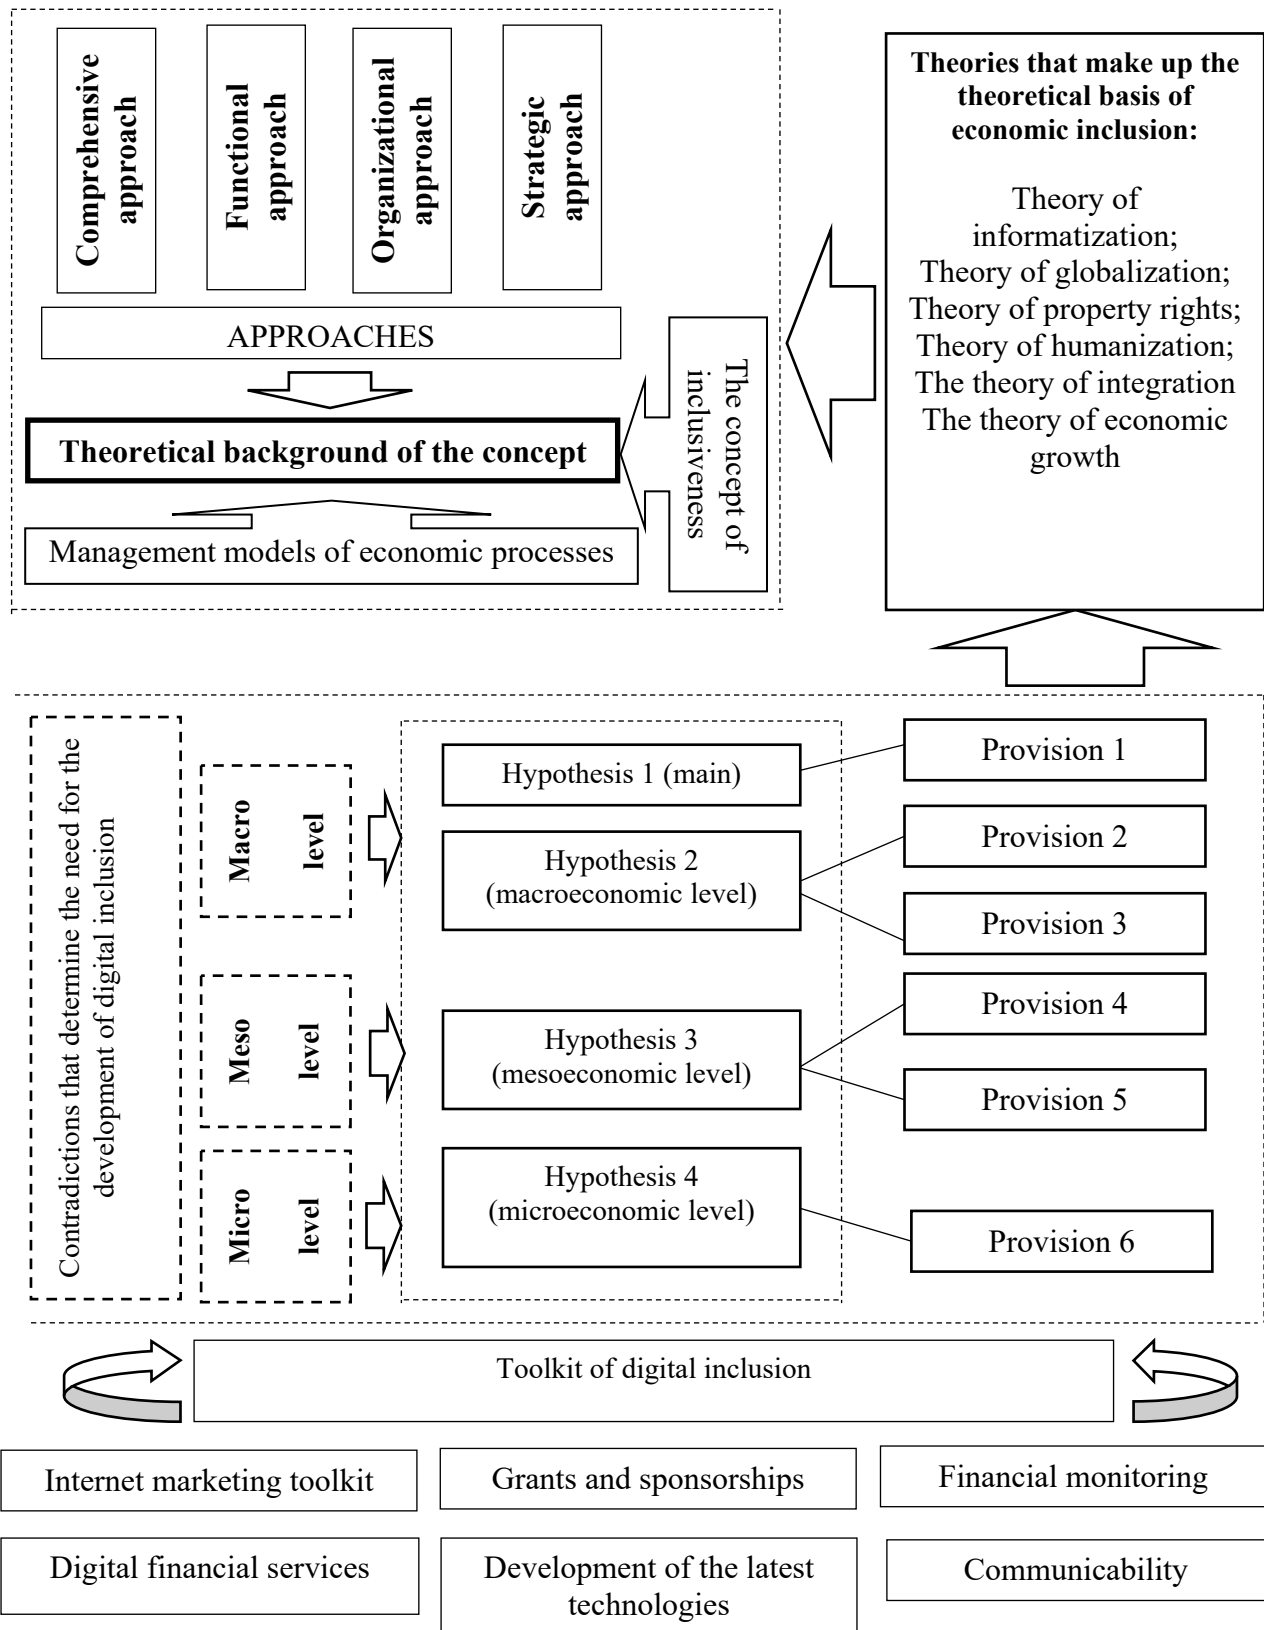 Comprehensive
approach
Functional
approach
Organizational
approach
Strategic
approach
APPROACHES
Theoretical background of the concept
Management models of economic processes
The concept of
inclusiveness
Theories that make up the
theoretical basis of
economic inclusion:
Theory of
informatization;
Theory of globalization;
Theory of property rights;
Theory of humanization;
The theory of integration
The theory of economic
growth
Contradictions that determine the need for the
development of digital inclusion
Macro
level
Meso
level
Micro
level
Hypothesis 1 (main)
Hypothesis 2
(macroeconomic level)
Hypothesis 3
(mesoeconomic level)
Hypothesis 4
(microeconomic level)
Provision 1
Provision 2
Provision 3
Provision 4
Provision 5
Provision 6
Toolkit of digital inclusion
Internet marketing toolkit
Grants and sponsorships
Financial monitoring
Digital financial services
Development of the latest
technologies
Communicability